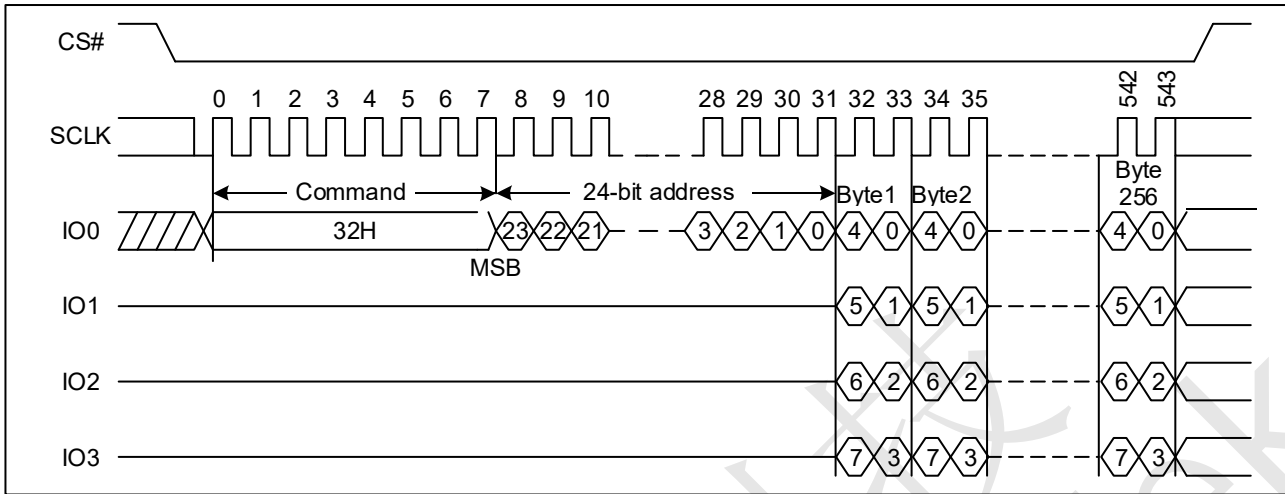 CS#
0 1 2 3 4 5 6 7 8 9 10 28 29 30 31 32 33 34 35 542 543
SCLK
Command 24-bit address Byte1 Byte2 Byte
256
IO0 32H 23 22 21 3 2 1 0 4 0 4 0 4 0
MSB
IO1 5 1 5 1 5 1
IO2 6 2 6 2 6 2
IO3 7 3 7 3 7 3